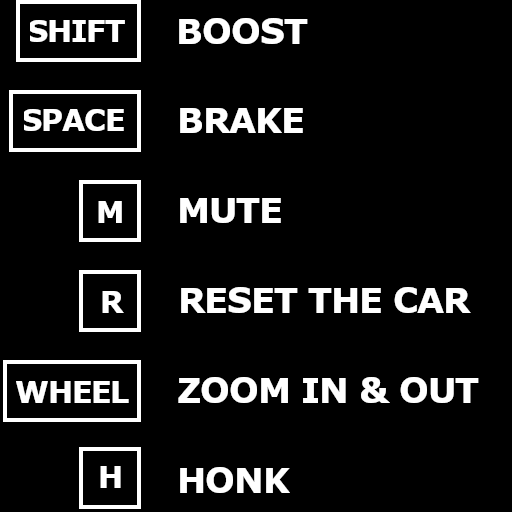 SHIFT BOOST
SPACE BRAKE
M MUTE
R RESET THE CAR
WHEEL ZOOM IN & OUT
H HONK